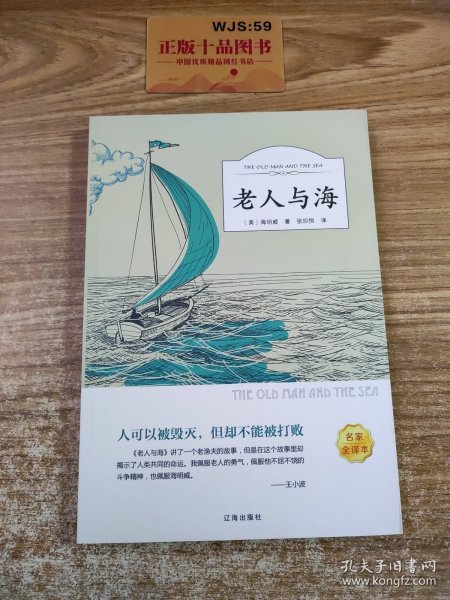 WJS:59
正版十品图书
中国优质精品网红书店
THE OLD MAN AND THE SEA
老人与海
［美］海明威 著 张炽恒 译
THE OLD MAN AND THE SEA
人可以被毁灭，但却不能被打败
名家
全译本
《老人与海》讲了一个老渔夫的故事，但是在这个故事里却
揭示了人类共同的命运。我佩服老人的勇气，佩服他不屈不挠的
斗争精神，也佩服海明威。
——王小波
辽海出版社
孔夫子旧书网
www.kongfz.com